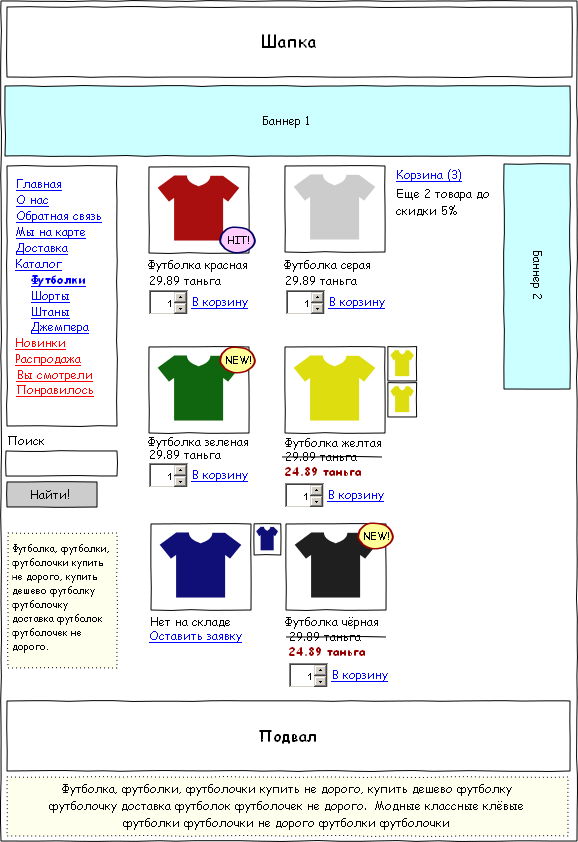 Шапка
Баннер 1
Главная
О нас
Обратная связь
Мы на карте
Доставка
Каталог
Футболки
Шорты
Штаны
Джемпера
Новинки
Распродажа
Вы смотрели
Понравилось
Поиск
Найти!
Футболка, футболки,
футболочки купить
не дорого, купить
дешево футболку
футболочку
доставка футболок
футболочек не
дорого.
HIT!
Футболка красная
29.89 таньга
1 В корзину
Футболка серая
29.89 таньга
1 В корзину
NEW!
Футболка зеленая
29.89 таньга
1 В корзину
Футболка желтая
29.89 таньга
24.89 таньга
1 В корзину
Нет на складе
Оставить заявку
NEW!
Футболка чёрная
29.89 таньга
24.89 таньга
1 В корзину
Корзина (3)
Еще 2 товара до
скидки 5%
Баннер 2
Подвал
Футболка, футболки, футболочки купить не дорого, купить дешево футболку
футболочку доставка футболок футболочек не дорого. Модные классные клёвые
футболки футболочки не дорого футболки футболочки